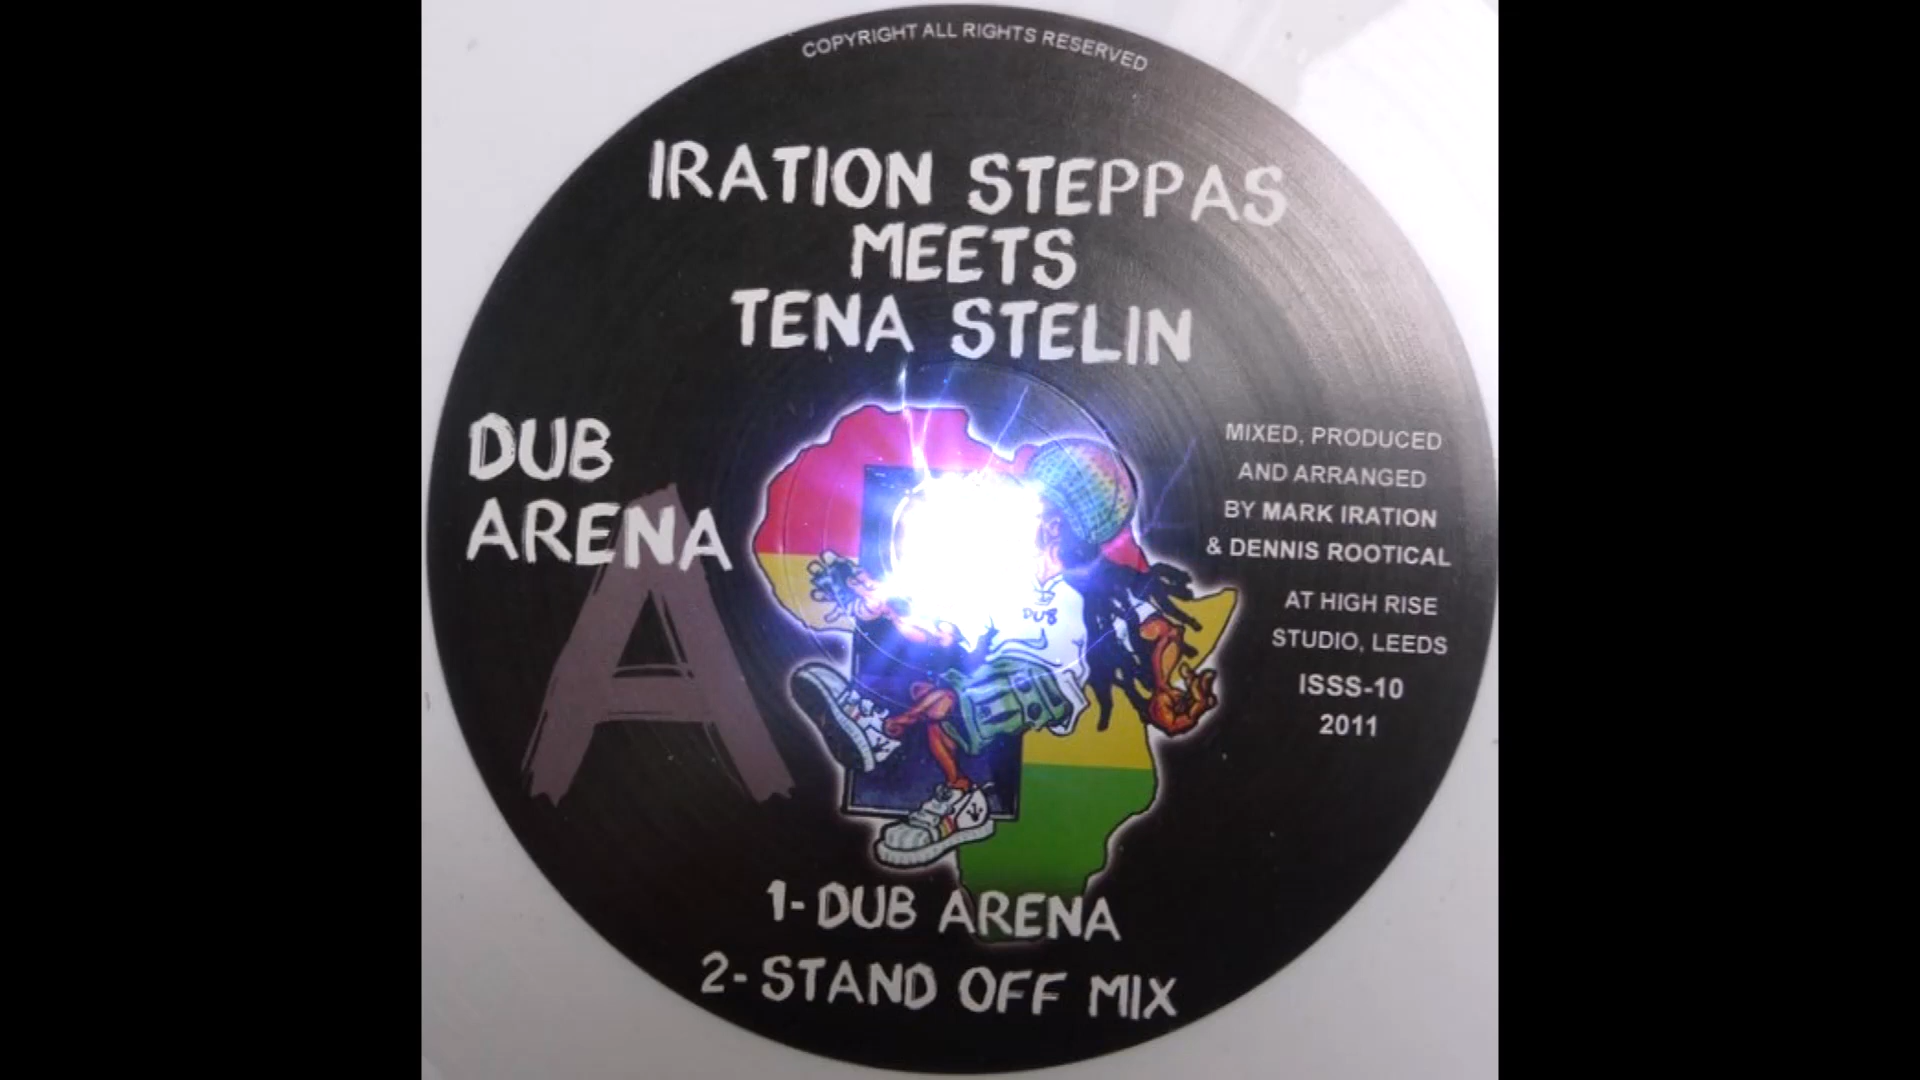 COPYRIGHT ALL RIGHTS RESERVED
IRATION STEPPAS
MEETS
TENA STELIN
DUB
ARENA
A
MIXED, PRODUCED
AND ARRANGED
BY MARK IRATION
& DENNIS ROOTICAL
AT HIGH RISE
STUDIO, LEEDS
ISSS-10
2011
DUB
1- DUB ARENA
2- STAND OFF MIX